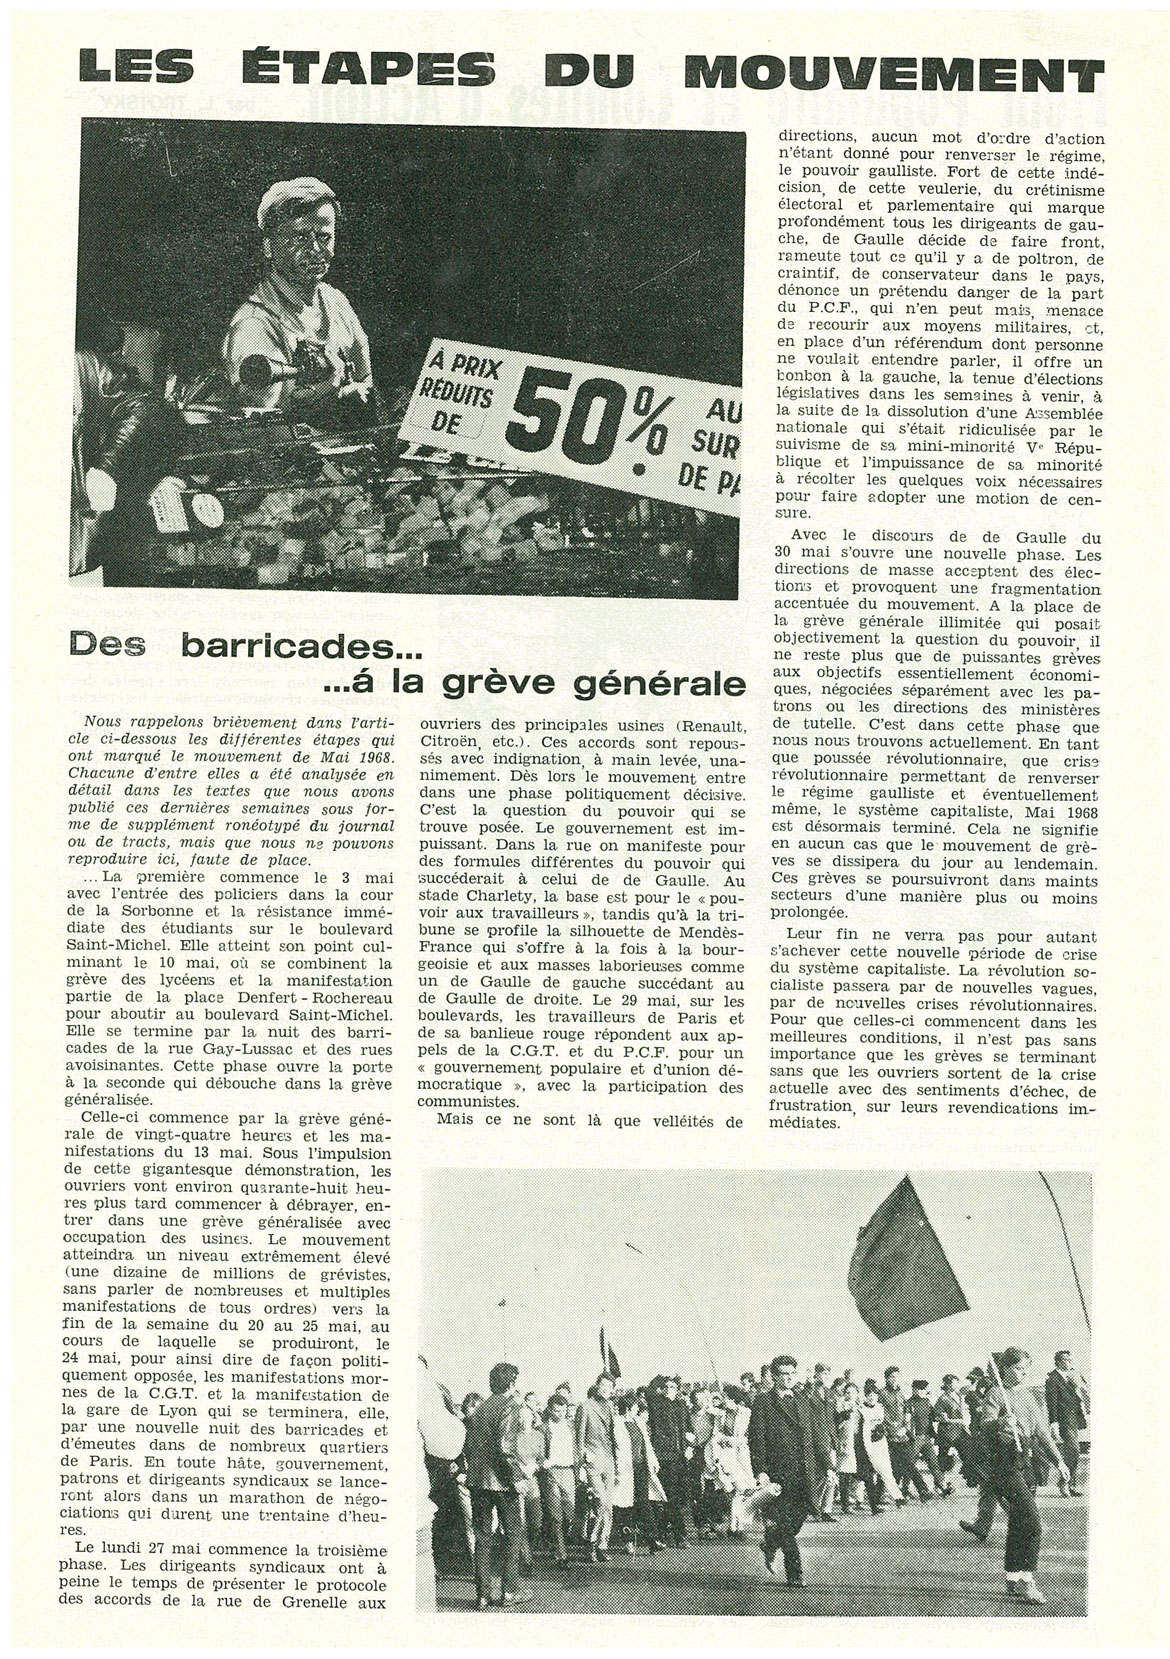 LES ÉTAPES DU MOUVEMENT
À PRIX
RÉDUITS
DE
50%
AU
SUR
DE PA
Des barricades...
...á la grève générale
Nous rappelons brièvement dans l'arti-
cle ci-dessous les différentes étapes qui
ont marqué le mouvement de Mai 1968.
Chacune d'entre elles a été analysée en
détail dans les textes que nous avons
publié ces dernières semaines sous for-
me de supplément ronéotypé du journal
ou de tracts, mais que nous ne pouvons
reproduire ici, faute de place.
... La première commence le 3 mai
avec l'entrée des policiers dans la cour
de la Sorbonne et la résistance immé-
diate des étudiants sur le boulevard
Saint-Michel. Elle atteint son point cul-
minant le 10 mai, où se combinent la
grève des lycéens et la manifestation
partie de la place Denfert - Rochereau
pour aboutir au boulevard Saint-Michel.
Elle se termine par la nuit des barri-
cades de la rue Gay-Lussac et des rues
avoisinantes. Cette phase ouvre la porte
à la seconde qui débouche dans la grève
généralisée.
Celle-ci commence par la grève géné-
rale de vingt-quatre heures et les ma-
nifestations du 13 mai. Sous l'impulsion
de cette gigantesque démonstration, les
ouvriers vont environ quarante-huit heu-
res plus tard commencer à débrayer, en-
trer dans une grève généralisée avec
occupation des usines. Le mouvement
atteindra un niveau extrêmement élevé
(une dizaine de millions de grévistes,
sans parler de nombreuses et multiples
manifestations de tous ordres) vers la
fin de la semaine du 20 au 25 mai, au
cours de laquelle se produiront, le
24 mai, pour ainsi dire de façon politi-
quement opposée, les manifestations mor-
nes de la C.G.T. et la manifestation de
la gare de Lyon qui se terminera, elle,
par une nouvelle nuit des barricades et
d'émeutes dans de nombreux quartiers
de Paris. En toute hâte, gouvernement,
patrons et dirigeants syndicaux se lance-
ront alors dans un marathon de négo-
ciations qui durent une trentaine d'heu-
res.
Le lundi 27 mai commence la troisième
phase. Les dirigeants syndicaux ont à
peine le temps de présenter le protocole
des accords de la rue de Grenelle aux
ouvriers des principales usines (Renault,
Citroën, etc.). Ces accords sont repous-
sés avec indignation, à main levée, una-
nimement. Dès lors le mouvement entre
dans une phase politiquement décisive.
C'est la question du pouvoir qui se
trouve posée. Le gouvernement est im-
puissant. Dans la rue on manifeste pour
des formules différentes du pouvoir qui
succéderait à celui de de Gaulle. Au
stade Charlety, la base est pour le « pou-
voir aux travailleurs », tandis qu'à la tri-
bune se profile la silhouette de Mendès-
France qui s'offre à la fois à la bour-
geoisie et aux masses laborieuses comme
un de Gaulle de gauche succédant au
de Gaulle de droite. Le 29 mai, sur les
boulevards, les travailleurs de Paris et
de sa banlieue rouge répondent aux ap-
pels de la C.G.T. et du P.C.F. pour un
« gouvernement populaire et d'union dé-
mocratique », avec la participation des
communistes.
Mais ce ne sont là que velléités de
directions, aucun mot d'ordre d'action
n'étant donné pour renverser le régime,
le pouvoir gaulliste. Fort de cette indé-
cision, de cette veulerie, du crétinisme
électoral et parlementaire qui marque
profondément tous les dirigeants de gau-
che, de Gaulle décide de faire front,
rameute tout ce qu'il y a de poltron, de
craintif, de conservateur dans le pays,
dénonce un prétendu danger de la part
du P.C.F., qui n'en peut mais, menace
de recourir aux moyens militaires, et,
en place d'un référendum dont personne
ne voulait entendre parler, il offre un
bonbon à la gauche, la tenue d'élections
législatives dans les semaines à venir, à
la suite de la dissolution d'une Assemblée
nationale qui s'était ridiculisée par le
suivisme de sa mini-minorité Vᵉ Répu-
blique et l'impuissance de sa minorité
à récolter les quelques voix nécessaires
pour faire adopter une motion de cen-
sure.
Avec le discours de de Gaulle du
30 mai s'ouvre une nouvelle phase. Les
directions de masse acceptent des élec-
tions et provoquent une fragmentation
accentuée du mouvement. A la place de
la grève générale illimitée qui posait
objectivement la question du pouvoir, il
ne reste plus que de puissantes grèves
aux objectifs essentiellement économi-
ques, négociées séparément avec les pa-
trons ou les directions des ministères
de tutelle. C'est dans cette phase que
nous nous trouvons actuellement. En tant
que poussée révolutionnaire, que crise
révolutionnaire permettant de renverser
le régime gaulliste et éventuellement
même, le système capitaliste, Mai 1968
est désormais terminé. Cela ne signifie
en aucun cas que le mouvement de grè-
ves se dissipera du jour au lendemain.
Ces grèves se poursuivront dans maints
secteurs d'une manière plus ou moins
prolongée.
Leur fin ne verra pas pour autant
s'achever cette nouvelle période de crise
du système capitaliste. La révolution so-
cialiste passera par de nouvelles vagues,
par de nouvelles crises révolutionnaires.
Pour que celles-ci commencent dans les
meilleures conditions, il n'est pas sans
importance que les grèves se terminant
sans que les ouvriers sortent de la crise
actuelle avec des sentiments d'échec, de
frustration, sur leurs revendications im-
médiates.